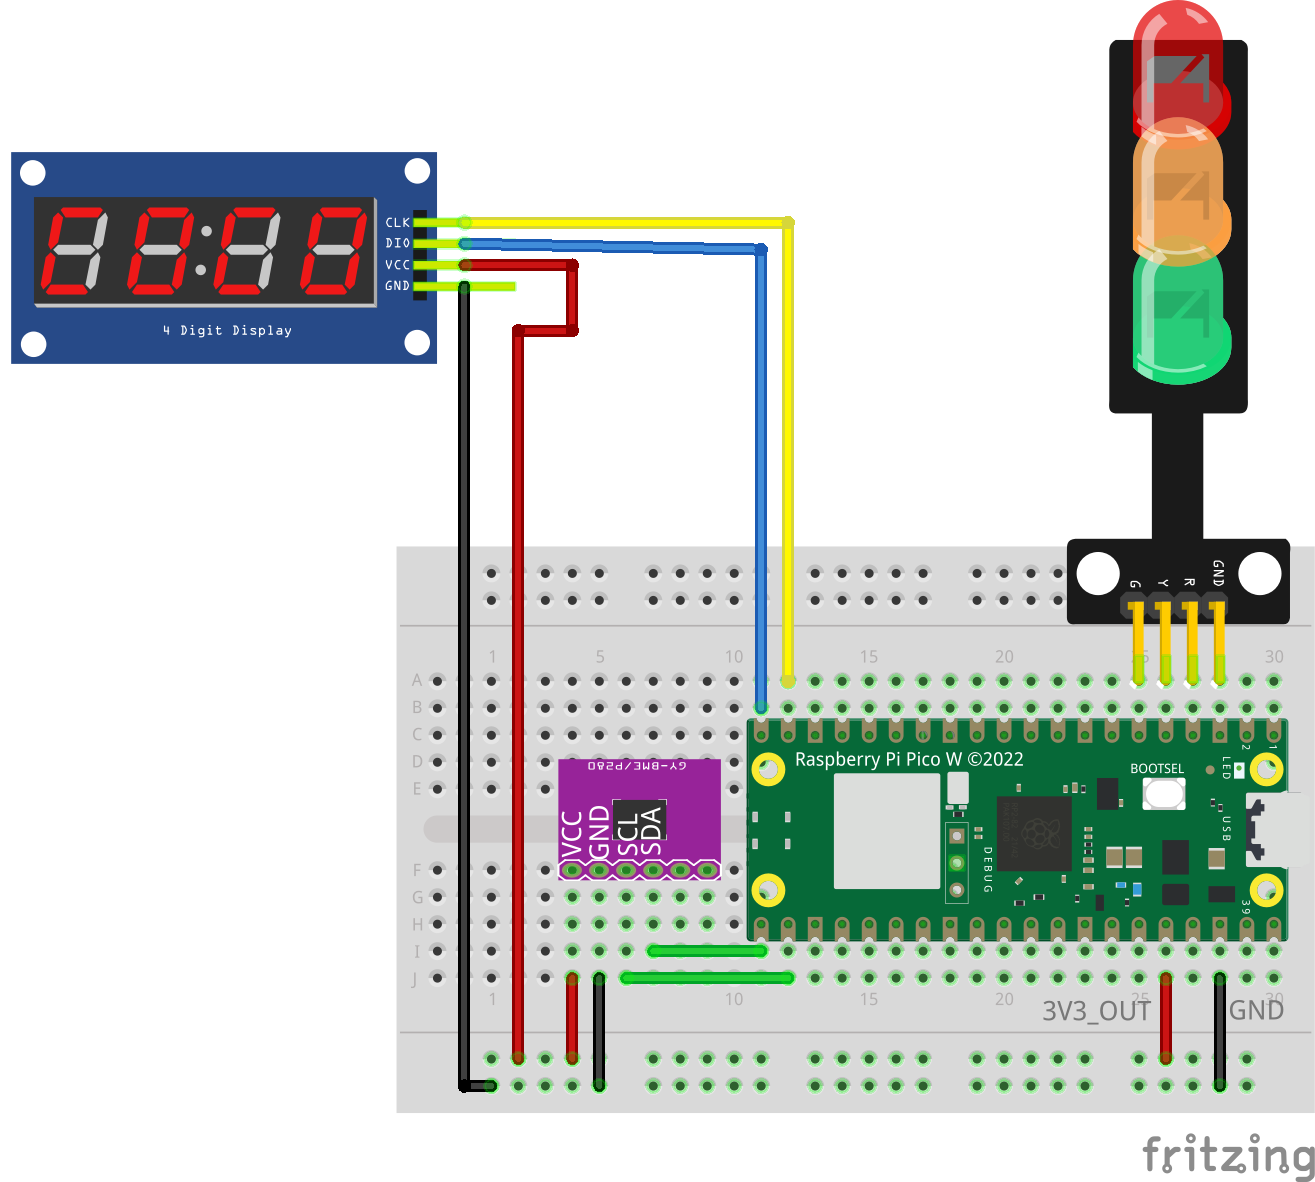 CLK
DIO
VCC
GND
4 Digit Display
G Y R GND
1 5 10 15 20 25 30
A
B
C
D
E
GY-BME/P280
VCC
GND
SCL
SDA
Raspberry Pi Pico W ©2022
BOOTSEL
LED
2
1
USB
DEBUG
39
F
G
H
I
J
1 10 15 20 25 30
3V3_OUT
GND
fritzing